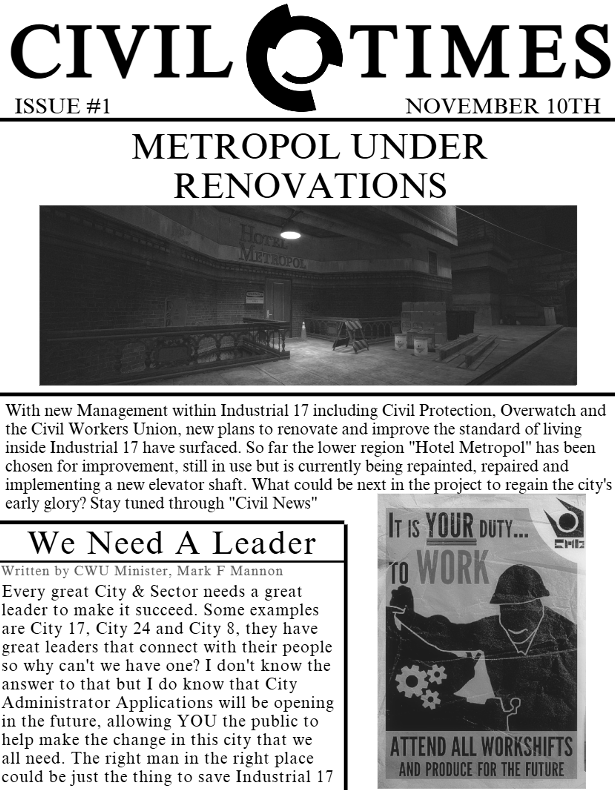 CIVIL TIMES
ISSUE #1 NOVEMBER 10TH
METROPOL UNDER
RENOVATIONS
HOTEL
METROPOL
With new Management within Industrial 17 including Civil Protection, Overwatch and
the Civil Workers Union, new plans to renovate and improve the standard of living
inside Industrial 17 have surfaced. So far the lower region "Hotel Metropol" has been
chosen for improvement, still in use but is currently being repainted, repaired and
implementing a new elevator shaft. What could be next in the project to regain the city's
early glory? Stay tuned through "Civil News"
We Need A Leader
Written by CWU Minister, Mark F Mannon
Every great City & Sector needs a great
leader to make it succeed. Some examples
are City 17, City 24 and City 8, they have
great leaders that connect with their people
so why can't we have one? I don't know the
answer to that but I do know that City
Administrator Applications will be opening
in the future, allowing YOU the public to
help make the change in this city that we
all need. The right man in the right place
could be just the thing to save Industrial 17
IT IS YOUR DUTY...
TO WORK
ATTEND ALL WORKSHIFTS
AND PRODUCE FOR THE FUTURE